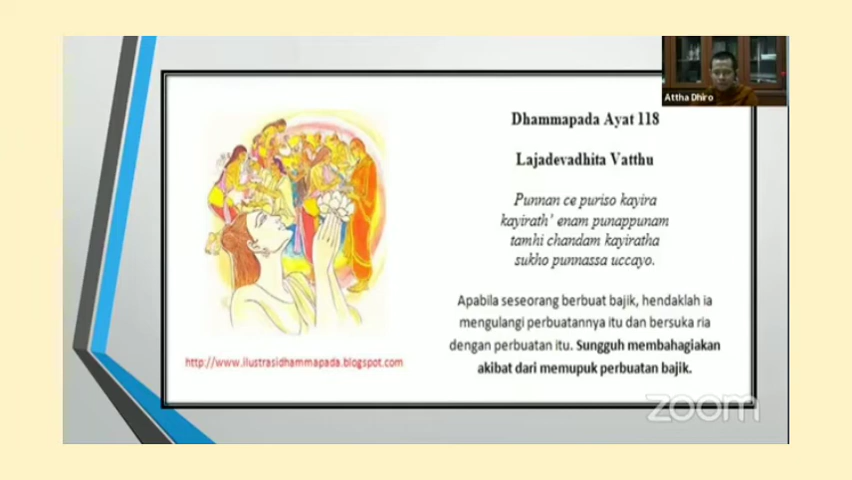 Attha Dhiro
Dhammapada Ayat 118
Lajadevadhita Vatthu
Punnan ce puriso kayira
kayirath' enam punappunam
tamhi chandam kayiratha
sukho punnassa uccayo.
Apabila seseorang berbuat bajik, hendaklah ia
mengulangi perbuatannya itu dan bersuka ria
dengan perbuatan itu. Sungguh membahagiakan
akibat dari memupuk perbuatan bajik.
http://www.ilustrasidhammapada.blogspot.com
zoom